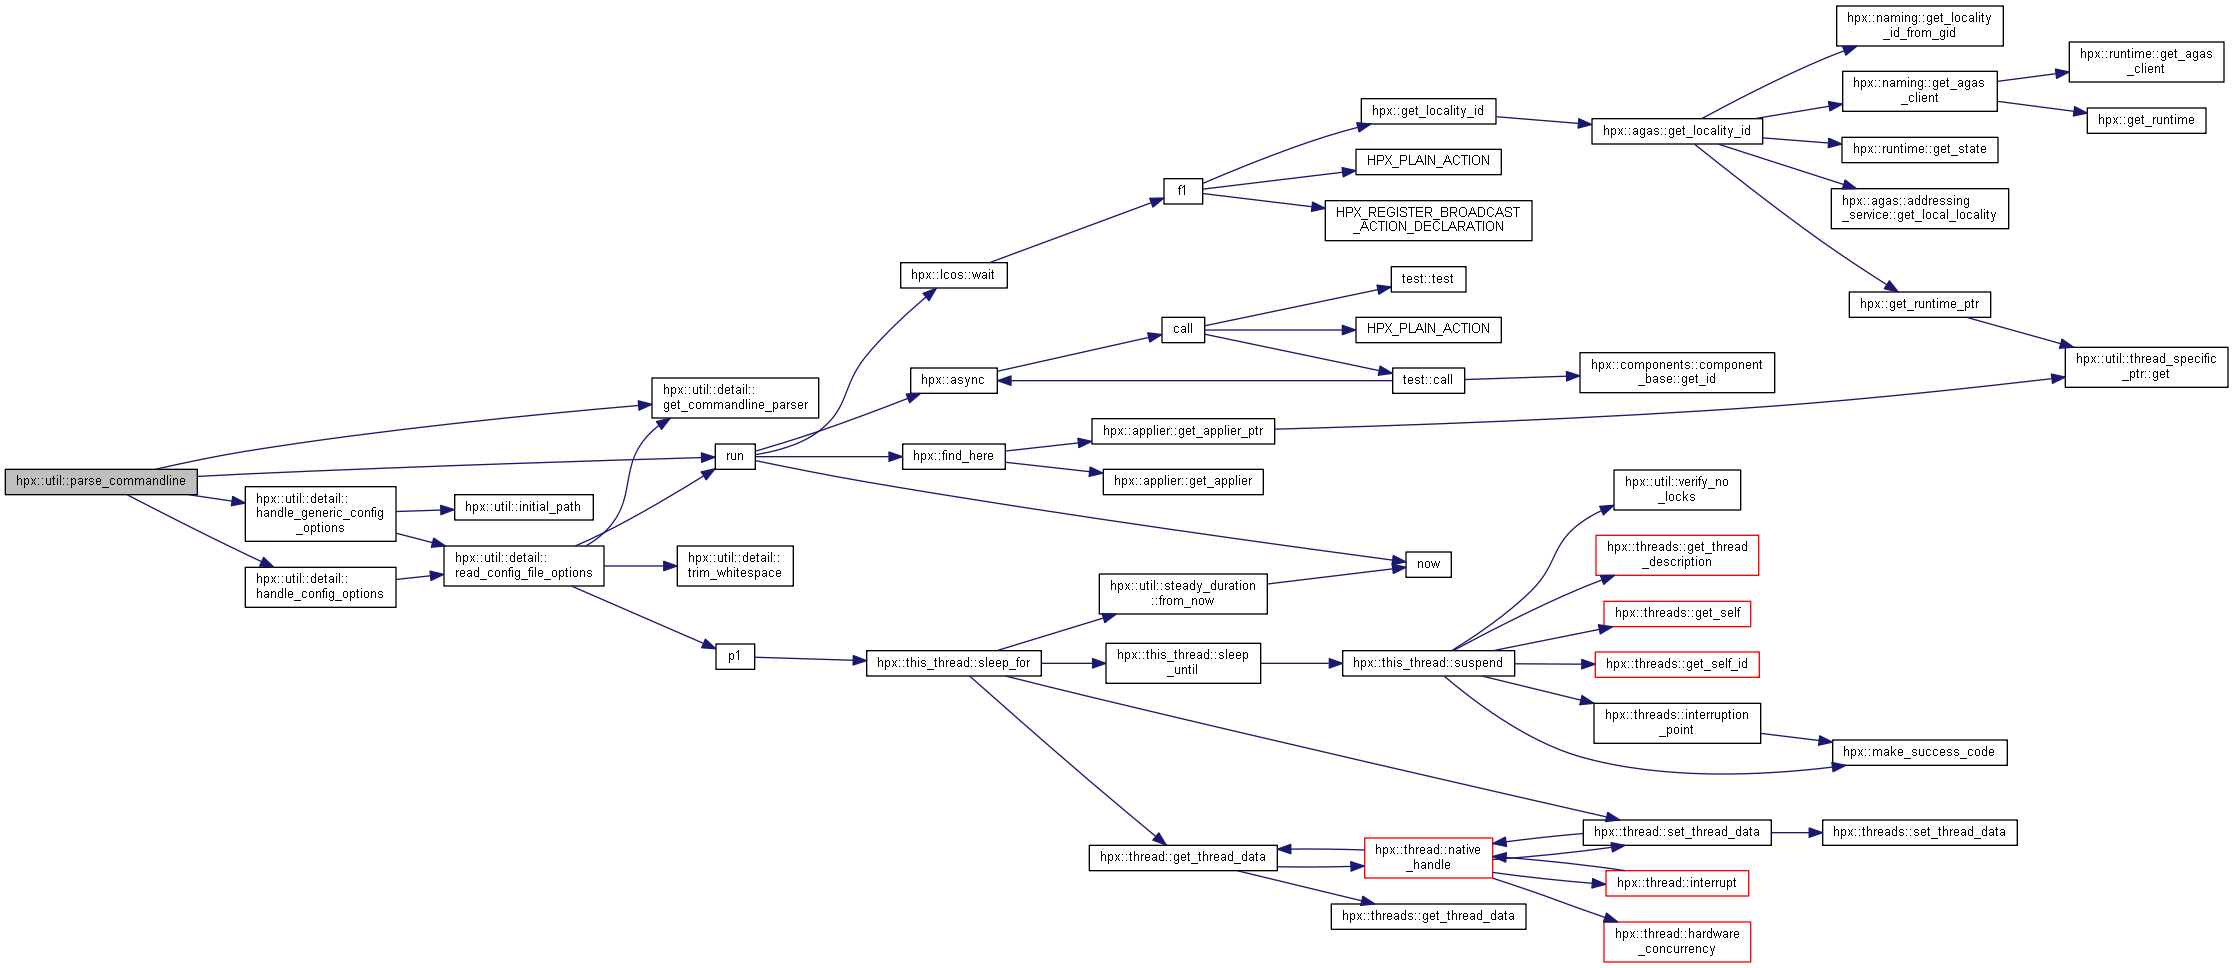 hpx::util::parse_commandline
hpx::util::detail::
handle_generic_config
_options
hpx::util::detail::
handle_config_options
hpx::util::initial_path
hpx::util::detail::
read_config_file_options
hpx::util::detail::
get_commandline_parser
run
hpx::util::detail::
trim_whitespace
p1
hpx::lcos::wait
hpx::async
hpx::find_here
hpx::this_thread::sleep_for
f1
call
hpx::applier::get_applier_ptr
hpx::applier::get_applier
hpx::util::steady_duration
::from_now
hpx::this_thread::sleep
_until
hpx::thread::get_thread_data
hpx::get_locality_id
HPX_PLAIN_ACTION
HPX_REGISTER_BROADCAST
_ACTION_DECLARATION
test::test
HPX_PLAIN_ACTION
test::call
now
hpx::this_thread::suspend
hpx::thread::native
_handle
hpx::threads::get_thread_data
hpx::agas::get_locality_id
hpx::components::component
_base::get_id
hpx::util::verify_no
_locks
hpx::threads::get_thread
_description
hpx::threads::get_self
hpx::threads::get_self_id
hpx::threads::interruption
_point
hpx::thread::set_thread_data
hpx::thread::interrupt
hpx::thread::hardware
_concurrency
hpx::naming::get_locality
_id_from_gid
hpx::naming::get_agas
_client
hpx::runtime::get_state
hpx::agas::addressing
_service::get_local_locality
hpx::get_runtime_ptr
hpx::make_success_code
hpx::threads::set_thread_data
hpx::runtime::get_agas
_client
hpx::get_runtime
hpx::util::thread_specific
_ptr::get